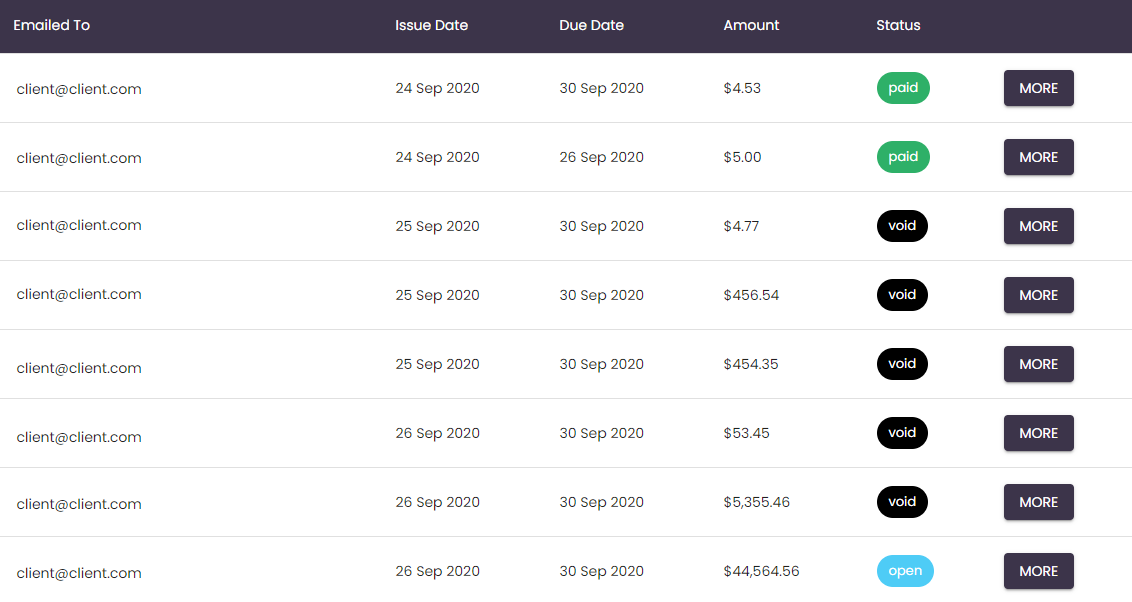 Emailed To Issue Date Due Date Amount Status
client@client.com 24 Sep 2020 30 Sep 2020 $4.53 paid MORE
client@client.com 24 Sep 2020 26 Sep 2020 $5.00 paid MORE
client@client.com 25 Sep 2020 30 Sep 2020 $4.77 void MORE
client@client.com 25 Sep 2020 30 Sep 2020 $456.54 void MORE
client@client.com 25 Sep 2020 30 Sep 2020 $454.35 void MORE
client@client.com 26 Sep 2020 30 Sep 2020 $53.45 void MORE
client@client.com 26 Sep 2020 30 Sep 2020 $5,355.46 void MORE
client@client.com 26 Sep 2020 30 Sep 2020 $44,564.56 open MORE